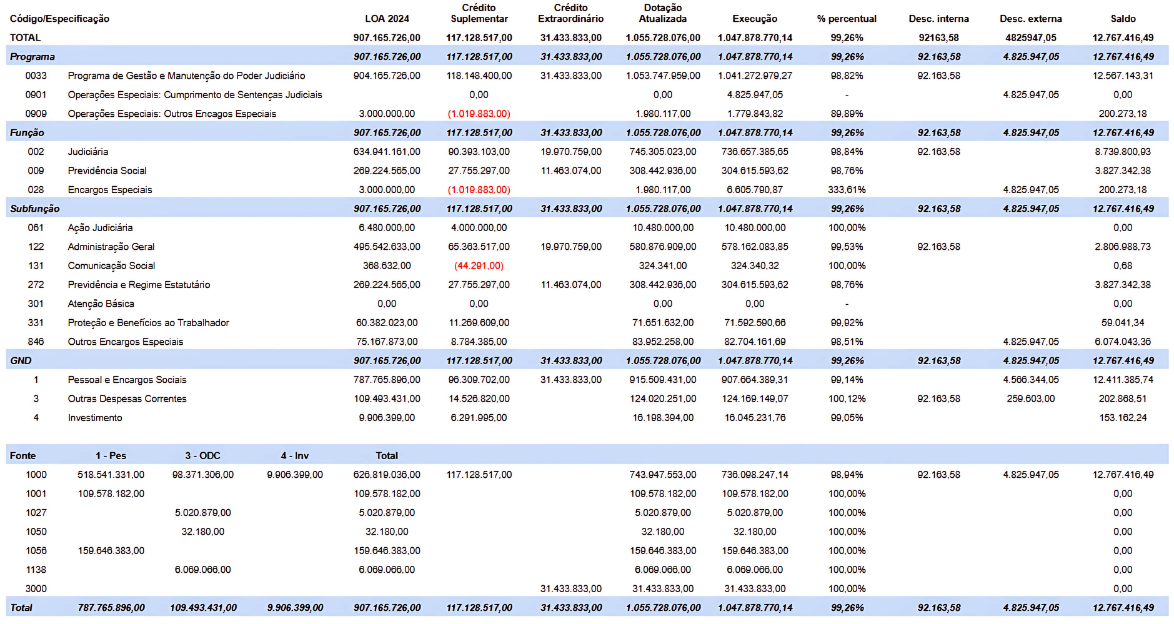 Código/Especificação LOA 2024 Crédito Suplementar Crédito Extraordinário Dotação Atualizada Execução % percentual Desc. interna Desc. externa Saldo
TOTAL 907.165.726,00 117.128.517,00 31.433.833,00 1.055.728.076,00 1.047.878.770,14 99,26% 92163,58 4825947,05 12.767.416,49
Programa 907.165.726,00 117.128.517,00 31.433.833,00 1.055.728.076,00 1.047.878.770,14 99,26% 92.163,58 4.825.947,05 12.767.416,49
0033 Programa de Gestão e Manutenção do Poder Judiciário 904.165.726,00 118.148.400,00 31.433.833,00 1.053.747.959,00 1.041.272.979,27 98,82% 92.163,58 12.567.143,31
0901 Operações Especiais: Cumprimento de Sentenças Judiciais 0,00 0,00 4.825.947,05 - 4.825.947,05 0,00
0909 Operações Especiais: Outros Encagos Especiais 3.000.000,00 (1.019.883,00) 1.980.117,00 1.779.843,82 89,89% 200.273,18
Função 907.165.726,00 117.128.517,00 31.433.833,00 1.055.728.076,00 1.047.878.770,14 99,26% 92.163,58 4.825.947,05 12.767.416,49
002 Judiciária 634.941.161,00 90.393.103,00 19.970.759,00 745.305.023,00 736.657.385,65 98,84% 92.163,58 8.739.800,93
009 Previdência Social 269.224.565,00 27.755.297,00 11.463.074,00 308.442.936,00 304.615.593,62 98,76% 3.827.342,38
028 Encargos Especiais 3.000.000,00 (1.019.883,00) 1.980.117,00 6.605.790,87 333,61% 4.825.947,05 200.273,18
Subfunção 907.165.726,00 117.128.517,00 31.433.833,00 1.055.728.076,00 1.047.878.770,14 99,26% 92.163,58 4.825.947,05 12.767.416,49
061 Ação Judiciária 6.480.000,00 4.000.000,00 10.480.000,00 10.480.000,00 100,00% 0,00
122 Administração Geral 495.542.633,00 65.363.517,00 19.970.759,00 580.876.909,00 578.162.083,85 99,53% 92.163,58 2.806.988,73
131 Comunicação Social 368.632,00 (44.291,00) 324.341,00 324.340,32 100,00% 0,68
272 Previdência e Regime Estatutário 269.224.565,00 27.755.297,00 11.463.074,00 308.442.936,00 304.615.593,62 98,76% 3.827.342,38
301 Atenção Básica 0,00 0,00 0,00 0,00 - 0,00
331 Proteção e Benefícios ao Trabalhador 60.382.023,00 11.269.609,00 71.651.632,00 71.592.590,66 99,92% 59.041,34
846 Outros Encargos Especiais 75.167.873,00 8.784.385,00 83.952.258,00 82.704.161,69 98,51% 4.825.947,05 6.074.043,36
GND 907.165.726,00 117.128.517,00 31.433.833,00 1.055.728.076,00 1.047.878.770,14 99,26% 92.163,58 4.825.947,05 12.767.416,49
1 Pessoal e Encargos Sociais 787.765.896,00 96.309.702,00 31.433.833,00 915.509.431,00 907.664.389,31 99,14% 4.566.344,05 12.411.385,74
3 Outras Despesas Correntes 109.493.431,00 14.526.820,00 124.020.251,00 124.169.149,07 100,12% 92.163,58 259.603,00 202.868,51
4 Investimento 9.906.399,00 6.291.995,00 16.198.394,00 16.045.231,76 99,05% 153.162,24
Fonte 1 - Pes 3 - ODC 4 - Inv Total
1000 518.541.331,00 98.371.306,00 9.906.399,00 626.819.036,00 117.128.517,00 743.947.553,00 736.098.247,14 98,94% 92.163,58 4.825.947,05 12.767.416,49
1001 109.578.182,00 109.578.182,00 109.578.182,00 109.578.182,00 100,00% 0,00
1027 5.020.879,00 5.020.879,00 5.020.879,00 5.020.879,00 100,00% 0,00
1050 32.180,00 32.180,00 32.180,00 32.180,00 100,00% 0,00
1056 159.646.383,00 159.646.383,00 159.646.383,00 159.646.383,00 100,00% 0,00
1138 6.069.066,00 6.069.066,00 6.069.066,00 6.069.066,00 100,00% 0,00
3000 31.433.833,00 31.433.833,00 31.433.833,00 100,00% 0,00
Total 787.765.896,00 109.493.431,00 9.906.399,00 907.165.726,00 117.128.517,00 31.433.833,00 1.055.728.076,00 1.047.878.770,14 99,26% 92.163,58 4.825.947,05 12.767.416,49